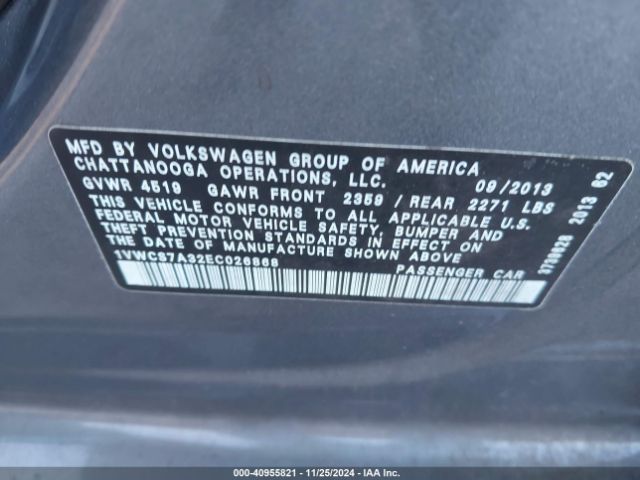 MFD BY VOLKSWAGEN GROUP OF AMERICA
CHATTANOOGA OPERATIONS, LLC. 09/2013
GVWR 4519 GAWR FRONT 2359 / REAR 2271 LBS
THIS VEHICLE CONFORMS TO ALL APPLICABLE U.S.
FEDERAL MOTOR VEHICLE SAFETY, BUMPER AND
THEFT PREVENTION STANDARDS IN EFFECT ON
THE DATE OF MANUFACTURE SHOWN ABOVE
1VWCS7A32EC026868 PASSENGER CAR
3730828 2013 62
000-40955821 - 11/25/2024 - IAA Inc.